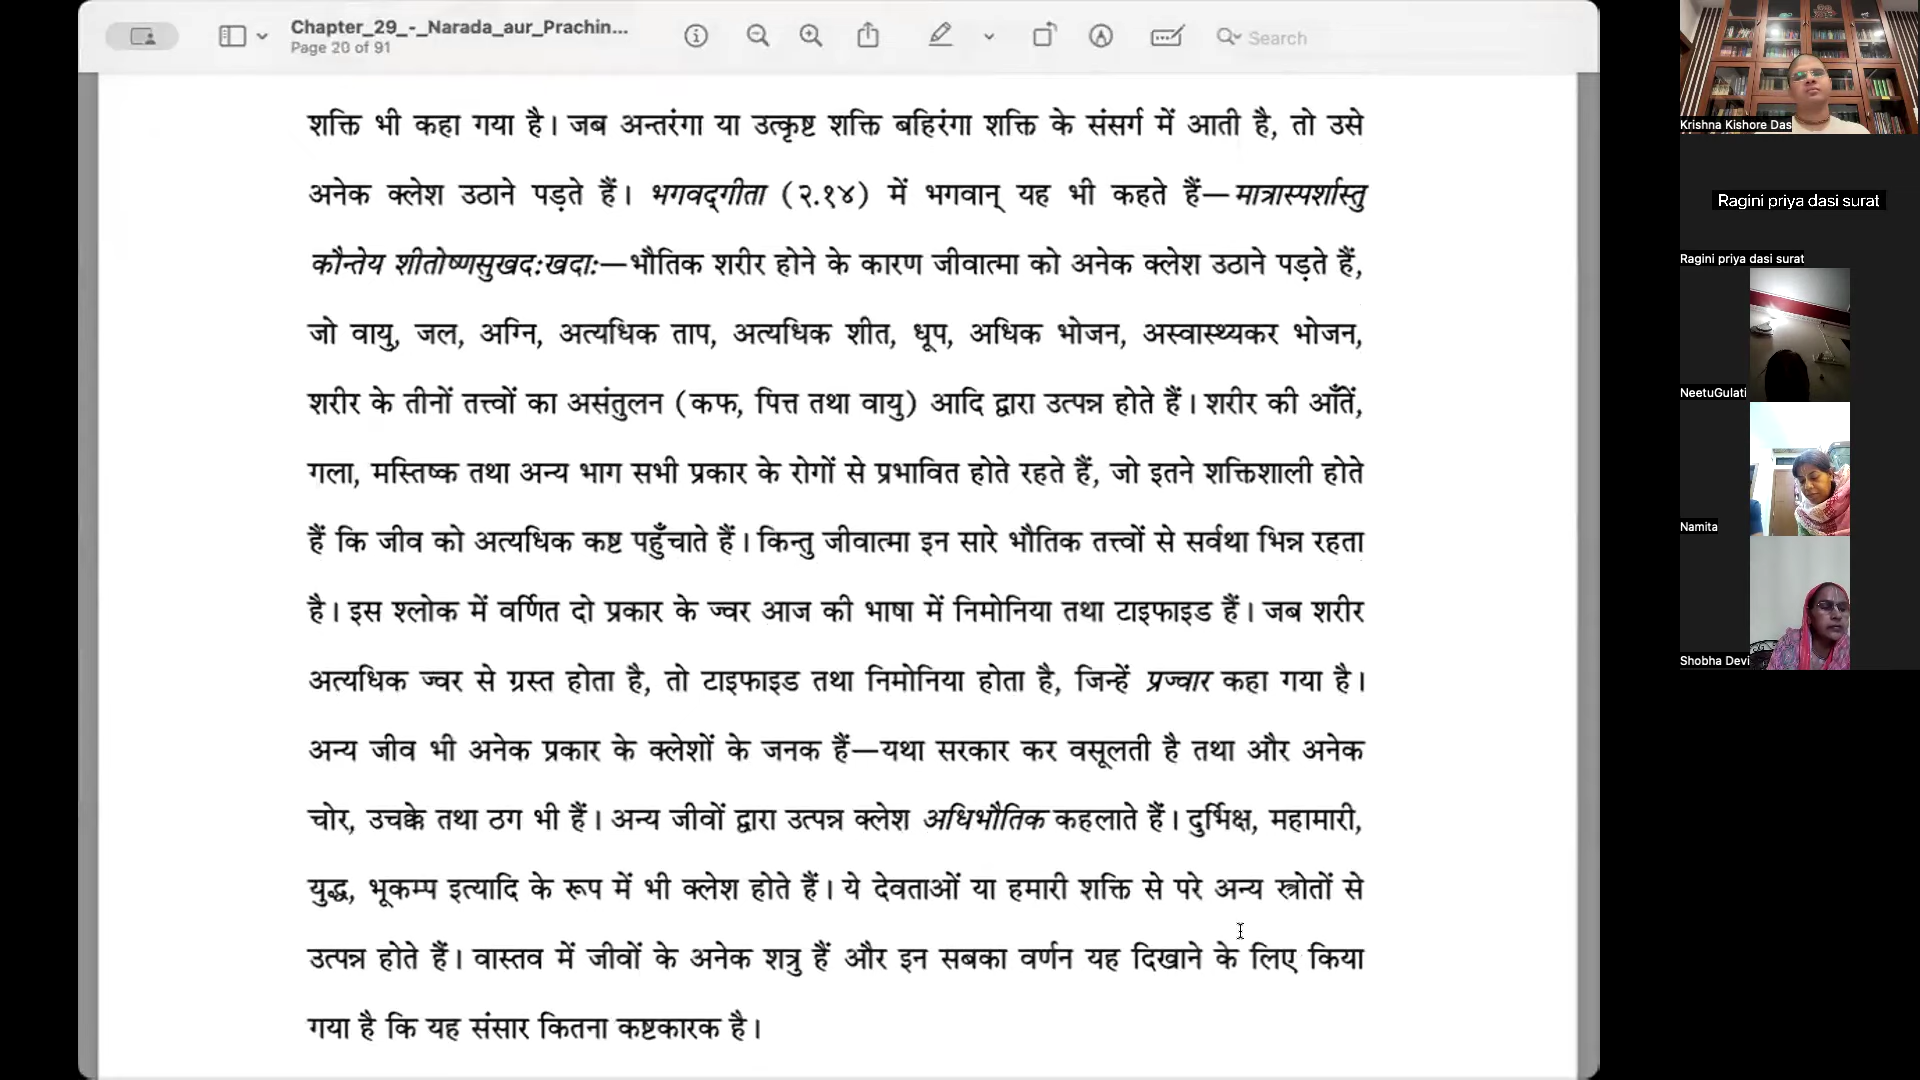 Chapter_29_-_Narada_aur_Prachin...
Page 20 of 91
Search
शक्ति भी कहा गया है। जब अन्तरंगा या उत्कृष्ट शक्ति बहिरंगा शक्ति के संसर्ग में आती है, तो उसे
अनेक क्लेश उठाने पड़ते हैं। भगवद्‌गीता (२.१४) में भगवान् यह भी कहते हैं—मात्रास्पर्शास्तु
कौन्तेय शीतोष्णसुखदःखदाः—भौतिक शरीर होने के कारण जीवात्मा को अनेक क्लेश उठाने पड़ते हैं,
जो वायु, जल, अग्नि, अत्यधिक ताप, अत्यधिक शीत, धूप, अधिक भोजन, अस्वास्थ्यकर भोजन,
शरीर के तीनों तत्त्वों का असंतुलन (कफ, पित्त तथा वायु) आदि द्वारा उत्पन्न होते हैं। शरीर की आँतें,
गला, मस्तिष्क तथा अन्य भाग सभी प्रकार के रोगों से प्रभावित होते रहते हैं, जो इतने शक्तिशाली होते
हैं कि जीव को अत्यधिक कष्ट पहुँचाते हैं। किन्तु जीवात्मा इन सारे भौतिक तत्त्वों से सर्वथा भिन्न रहता
है। इस श्लोक में वर्णित दो प्रकार के ज्वर आज की भाषा में निमोनिया तथा टाइफाइड हैं। जब शरीर
अत्यधिक ज्वर से ग्रस्त होता है, तो टाइफाइड तथा निमोनिया होता है, जिन्हें प्रज्वार कहा गया है।
अन्य जीव भी अनेक प्रकार के क्लेशों के जनक हैं—यथा सरकार कर वसूलती है तथा और अनेक
चोर, उचक्के तथा ठग भी हैं। अन्य जीवों द्वारा उत्पन्न क्लेश अधिभौतिक कहलाते हैं। दुर्भिक्ष, महामारी,
युद्ध, भूकम्प इत्यादि के रूप में भी क्लेश होते हैं। ये देवताओं या हमारी शक्ति से परे अन्य स्त्रोतों से
उत्पन्न होते हैं। वास्तव में जीवों के अनेक शत्रु हैं और इन सबका वर्णन यह दिखाने के लिए किया
गया है कि यह संसार कितना कष्टकारक है।
Krishna Kishore Das
Ragini priya dasi surat
Ragini priya dasi surat
NeetuGulati
Namita
Shobha Devi